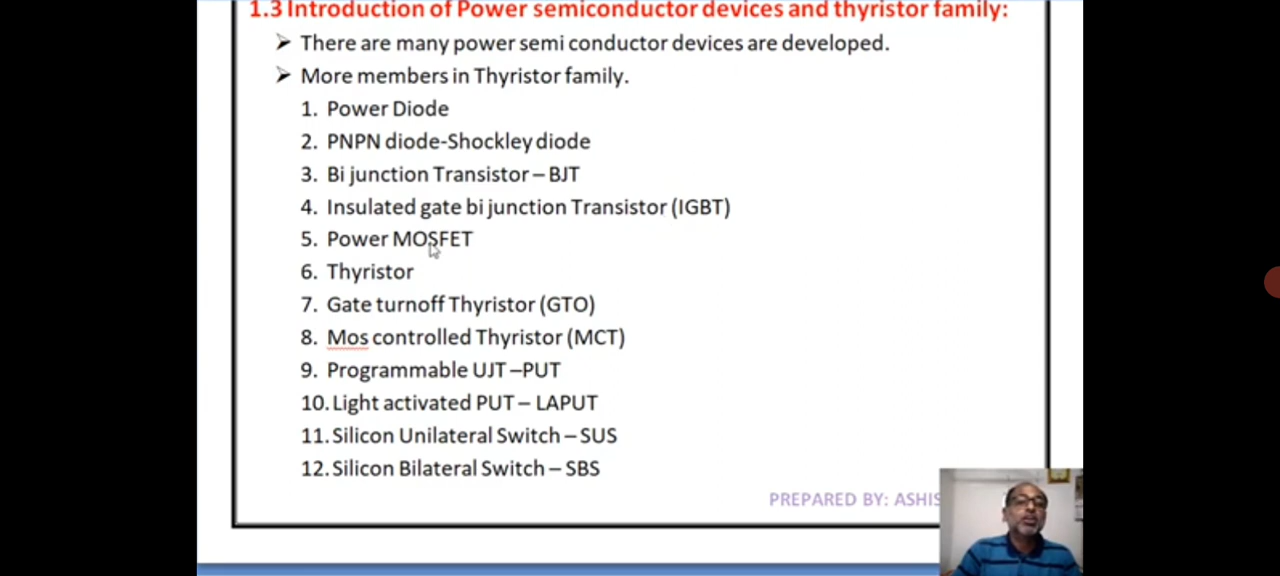 1.3 Introduction of Power semiconductor devices and thyristor family:
➢ There are many power semi conductor devices are developed.
➢ More members in Thyristor family.
1. Power Diode
2. PNPN diode-Shockley diode
3. Bi junction Transistor – BJT
4. Insulated gate bi junction Transistor (IGBT)
5. Power MOSFET
6. Thyristor
7. Gate turnoff Thyristor (GTO)
8. Mos controlled Thyristor (MCT)
9. Programmable UJT –PUT
10. Light activated PUT – LAPUT
11. Silicon Unilateral Switch – SUS
12. Silicon Bilateral Switch – SBS
PREPARED BY: ASHIS